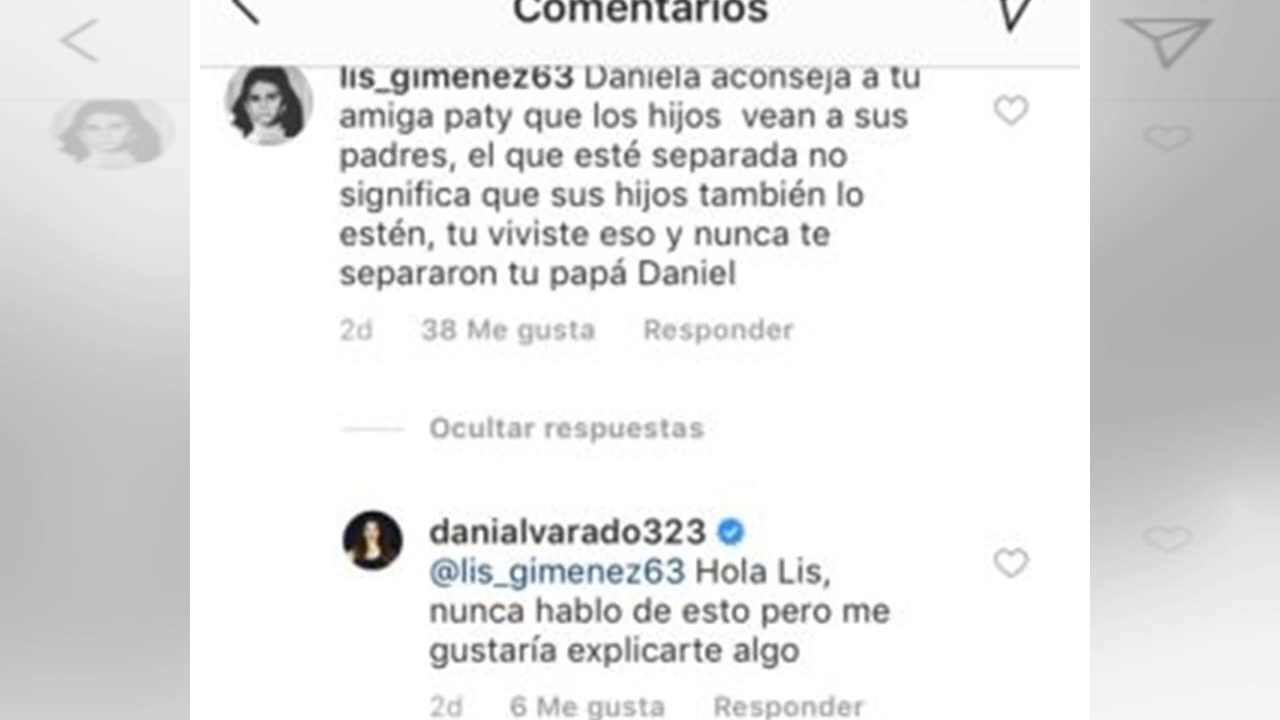 Comentarios
lis_gimenez63 Daniela aconseja a tu
amiga paty que los hijos vean a sus
padres, el que esté separada no
significa que sus hijos también lo
estén, tu viviste eso y nunca te
separaron tu papá Daniel
2d 38 Me gusta Responder
Ocultar respuestas
danialvarado323
@lis_gimenez63 Hola Lis,
nunca hablo de esto pero me
gustaría explicarte algo
2d 6 Me gusta Responder